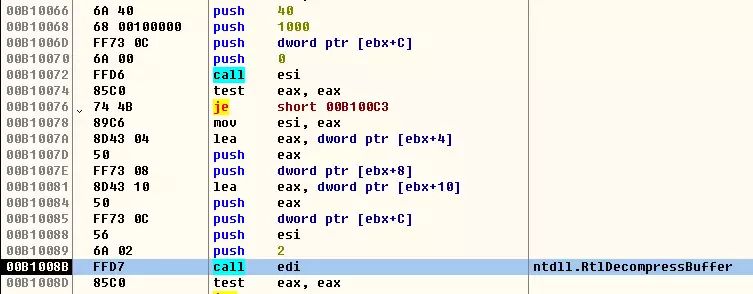 00B10066 6A 40 push 40
00B10068 68 00100000 push 1000
00B1006D FF73 0C push dword ptr [ebx+C]
00B10070 6A 00 push 0
00B10072 FFD6 call esi
00B10074 85C0 test eax, eax
00B10076 74 4B je short 00B100C3
00B10078 89C6 mov esi, eax
00B1007A 8D43 04 lea eax, dword ptr [ebx+4]
00B1007D 50 push eax
00B1007E FF73 08 push dword ptr [ebx+8]
00B10081 8D43 10 lea eax, dword ptr [ebx+10]
00B10084 50 push eax
00B10085 FF73 0C push dword ptr [ebx+C]
00B10088 56 push esi
00B10089 6A 02 push 2
00B1008B FFD7 call edi ntdll.RtlDecompressBuffer
00B1008D 85C0 test eax, eax